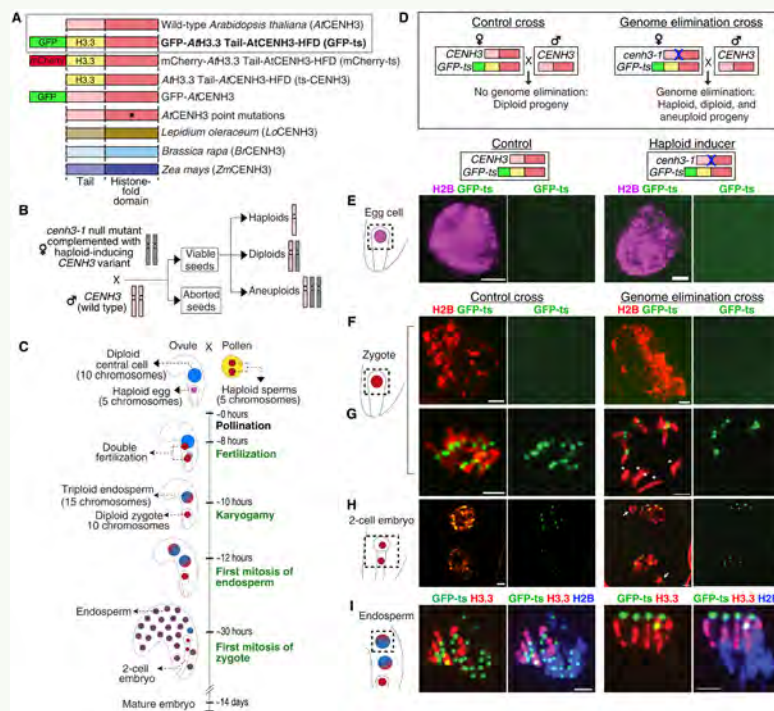 A
Wild-type Arabidopsis thaliana (AtCENH3)
GFP H3.3 GFP-AtH3.3 Tail-AtCENH3-HFD (GFP-ts)
mCherry H3.3 mCherry-AtH3.3 Tail-AtCENH3-HFD (mCherry-ts)
H3.3 AtH3.3 Tail-AtCENH3-HFD (ts-CENH3)
GFP GFP-AtCENH3
* AtCENH3 point mutations
Lepidium oleraceum (LoCENH3)
Brassica rapa (BrCENH3)
Zea mays (ZmCENH3)
Tail Histone-
fold
domain
B
cenh3-1 null mutant
complemented with
haploid-inducing
CENH3 variant
♀
X
♂ CENH3
(wild type)
Viable
seeds
Aborted
seeds
Haploids
Diploids
Aneuploids
C
Ovule X Pollen
Diploid
central cell
(10 chromosomes)
Haploid egg
(5 chromosomes)
Haploid sperms
(5 chromosomes)
~0 hours
Pollination
~8 hours
Double
fertilization
Fertilization
Triploid endosperm
(15 chromosomes)
Diploid zygote
10 chromosomes
~10 hours
Karyogamy
~12 hours
First mitosis of
endosperm
Endosperm
~30 hours
First mitosis of
zygote
2-cell
embryo
Mature embryo
~14 days
D
Control cross
♀ ♂
CENH3 X CENH3
GFP-ts
No genome elimination:
Diploid progeny
Genome elimination cross
♀ ♂
cenh3-1 X CENH3
GFP-ts
Genome elimination:
Haploid, diploid, and
aneuploid progeny
Control
CENH3
GFP-ts
Haploid inducer
cenh3-1
GFP-ts
H2B GFP-ts GFP-ts H2B GFP-ts GFP-ts
E
Egg cell
Control cross Genome elimination cross
H2B GFP-ts GFP-ts H2B GFP-ts GFP-ts
F
Zygote
G
H
2-cell embryo
I
Endosperm
GFP-ts H3.3 GFP-ts H3.3 H2B GFP-ts H3.3 GFP-ts H3.3 H2B